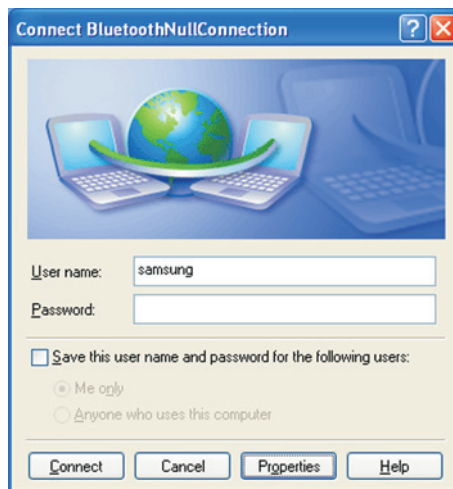 Connect BluetoothNullConnection
User name: samsung
Password:
Save this user name and password for the following users:
Me only
Anyone who uses this computer
Connect Cancel Properties Help